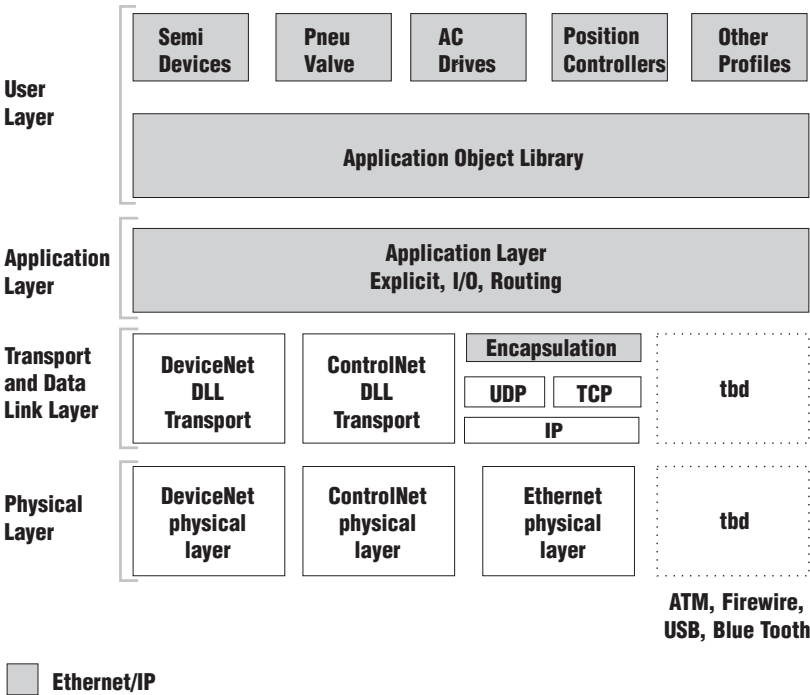 Semi
Devices
Pneu
Valve
AC
Drives
Position
Controllers
Other
Profiles
User
Layer
Application Object Library
Application
Layer
Application Layer
Explicit, I/O, Routing
Transport
and Data
Link Layer
DeviceNet
DLL
Transport
ControlNet
DLL
Transport
Encapsulation
UDP
TCP
IP
tbd
Physical
Layer
DeviceNet
physical
layer
ControlNet
physical
layer
Ethernet
physical
layer
tbd
ATM, Firewire,
USB, Blue Tooth
Ethernet/IP